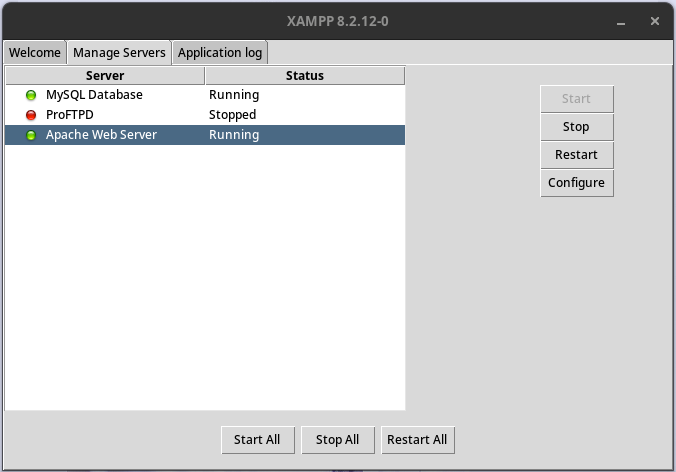 XAMPP 8.2.12-0
Welcome Manage Servers Application log
Server Status
MySQL Database Running
ProFTPD Stopped
Apache Web Server Running
Start
Stop
Restart
Configure
Start All Stop All Restart All